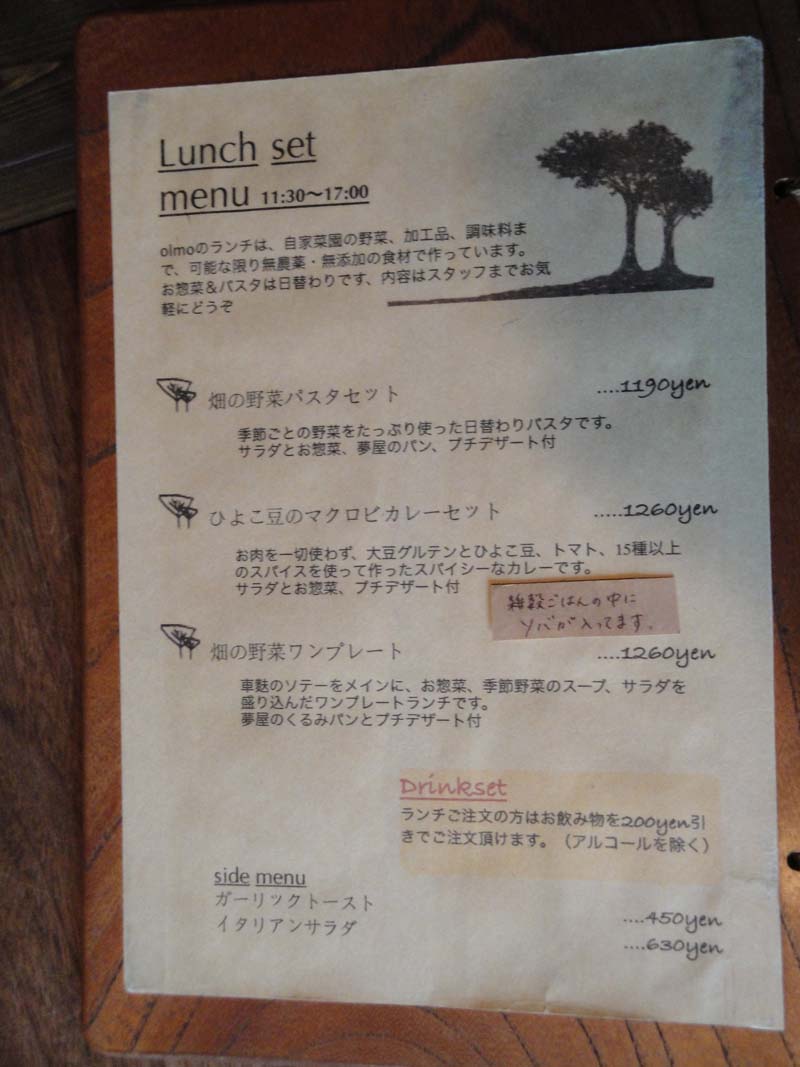 Lunch set
menu 11:30〜17:00
olmoのランチは、自家菜園の野菜、加工品、調味料ま
で、可能な限り無農薬・無添加の食材で作っています。
お惣菜&パスタは日替わりです、内容はスタッフまでお気
軽にどうぞ
畑の野菜パスタセット ....1190yen
季節ごとの野菜をたっぷり使った日替わりパスタです。
サラダとお惣菜、夢屋のパン、プチデザート付
ひよこ豆のマクロビカレーセット .....1260yen
お肉を一切使わず、大豆グルテンとひよこ豆、トマト、15種以上
のスパイスを使って作ったスパイシーなカレーです。
サラダとお惣菜、プチデザート付
雑穀ごはんの中に
ソバが入ってます。
畑の野菜ワンプレート ....1260yen
車麩のソテーをメインに、お惣菜、季節野菜のスープ、サラダを
盛り込んだワンプレートランチです。
夢屋のくるみパンとプチデザート付
Drinkset
ランチご注文の方はお飲み物を200yen引
きでご注文頂けます。（アルコールを除く）
side menu
ガーリックトースト ....450yen
イタリアンサラダ ....630yen